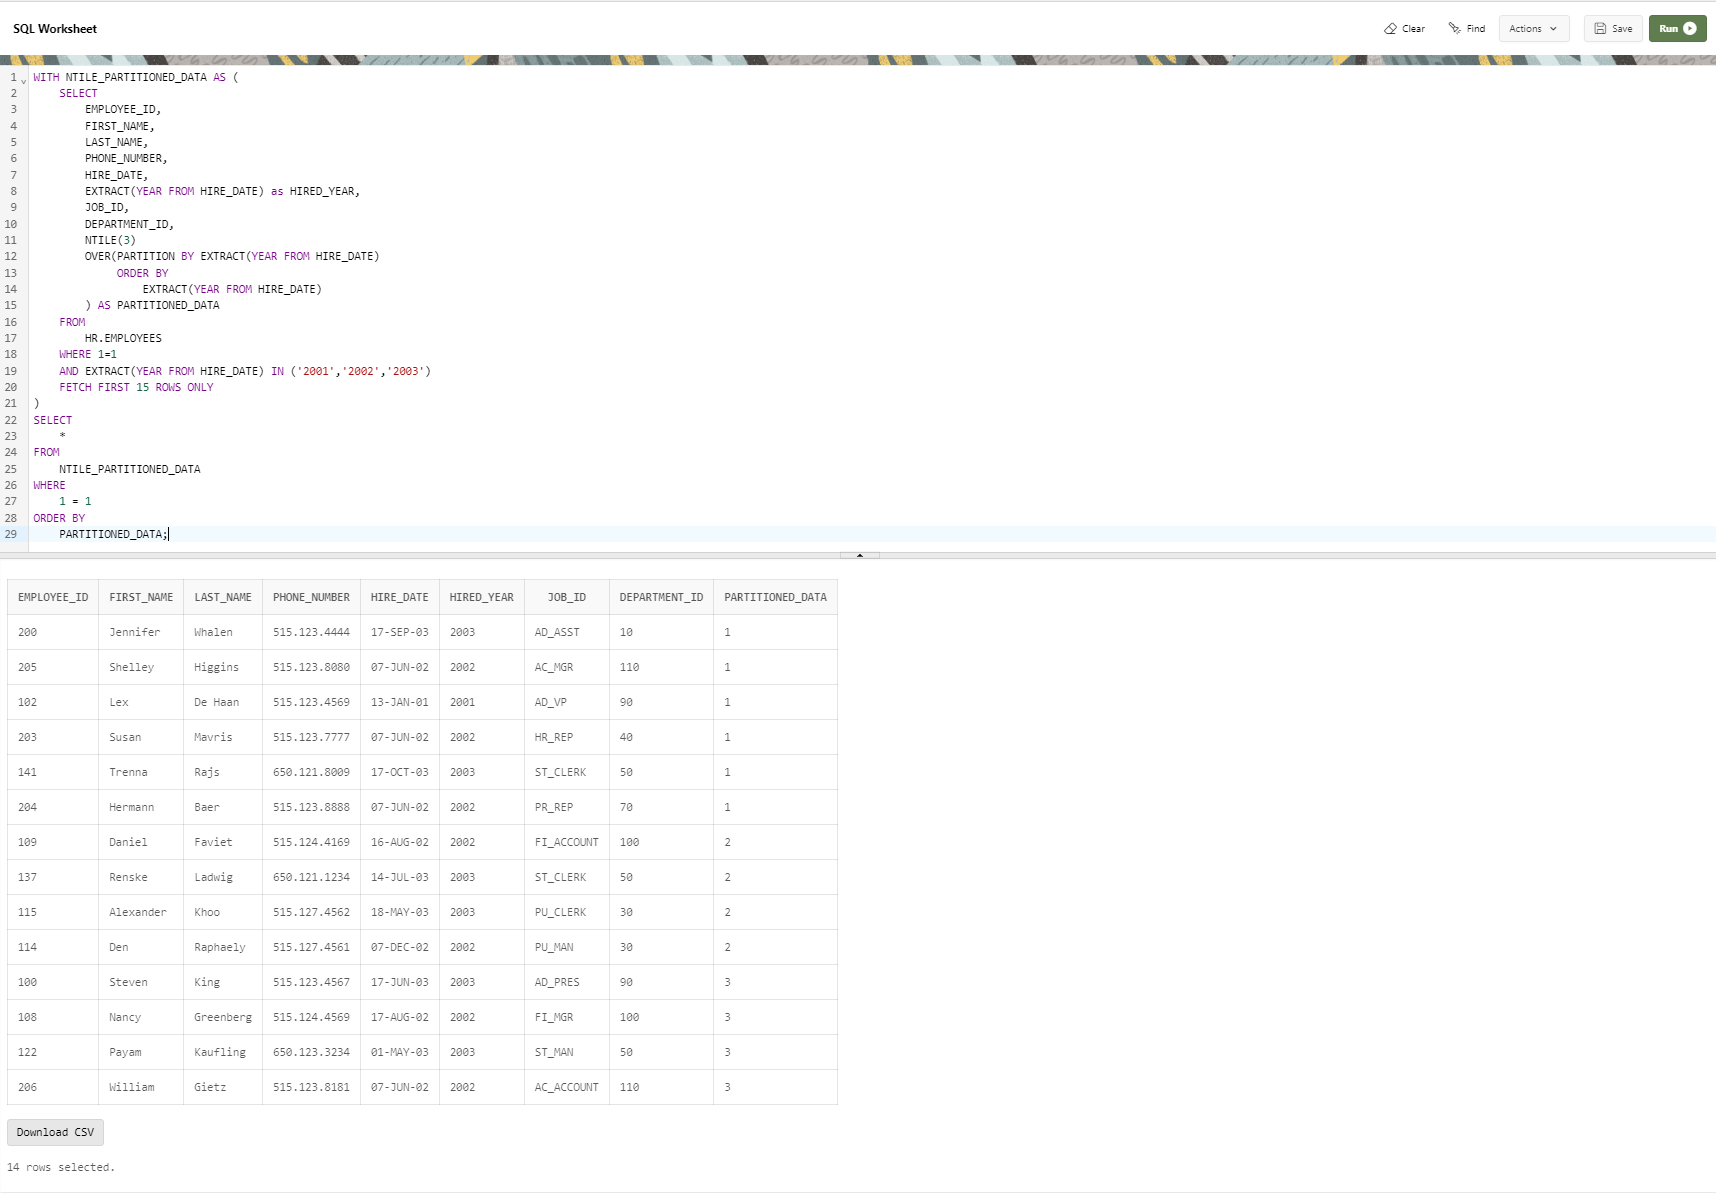 SQL Worksheet
Clear Find Actions Save Run
1 WITH NTILE_PARTITIONED_DATA AS (
2 SELECT
3 EMPLOYEE_ID,
4 FIRST_NAME,
5 LAST_NAME,
6 PHONE_NUMBER,
7 HIRE_DATE,
8 EXTRACT(YEAR FROM HIRE_DATE) as HIRED_YEAR,
9 JOB_ID,
10 DEPARTMENT_ID,
11 NTILE(3)
12 OVER(PARTITION BY EXTRACT(YEAR FROM HIRE_DATE)
13 ORDER BY
14 EXTRACT(YEAR FROM HIRE_DATE)
15 ) AS PARTITIONED_DATA
16 FROM
17 HR.EMPLOYEES
18 WHERE 1=1
19 AND EXTRACT(YEAR FROM HIRE_DATE) IN ('2001','2002','2003')
20 FETCH FIRST 15 ROWS ONLY
21 )
22 SELECT
23 *
24 FROM
25 NTILE_PARTITIONED_DATA
26 WHERE
27 1 = 1
28 ORDER BY
29 PARTITIONED_DATA;
EMPLOYEE_ID FIRST_NAME LAST_NAME PHONE_NUMBER HIRE_DATE HIRED_YEAR JOB_ID DEPARTMENT_ID PARTITIONED_DATA
200 Jennifer Whalen 515.123.4444 17-SEP-03 2003 AD_ASST 10 1
205 Shelley Higgins 515.123.8080 07-JUN-02 2002 AC_MGR 110 1
102 Lex De Haan 515.123.4569 13-JAN-01 2001 AD_VP 90 1
203 Susan Mavris 515.123.7777 07-JUN-02 2002 HR_REP 40 1
141 Trenna Rajs 650.121.8009 17-OCT-03 2003 ST_CLERK 50 1
204 Hermann Baer 515.123.8888 07-JUN-02 2002 PR_REP 70 1
109 Daniel Faviet 515.124.4169 16-AUG-02 2002 FI_ACCOUNT 100 2
137 Renske Ladwig 650.121.1234 14-JUL-03 2003 ST_CLERK 50 2
115 Alexander Khoo 515.127.4562 18-MAY-03 2003 PU_CLERK 30 2
114 Den Raphaely 515.127.4561 07-DEC-02 2002 PU_MAN 30 2
100 Steven King 515.123.4567 17-JUN-03 2003 AD_PRES 90 3
108 Nancy Greenberg 515.124.4569 17-AUG-02 2002 FI_MGR 100 3
122 Payam Kaufling 650.123.3234 01-MAY-03 2003 ST_MAN 50 3
206 William Gietz 515.123.8181 07-JUN-02 2002 AC_ACCOUNT 110 3
Download CSV
14 rows selected.